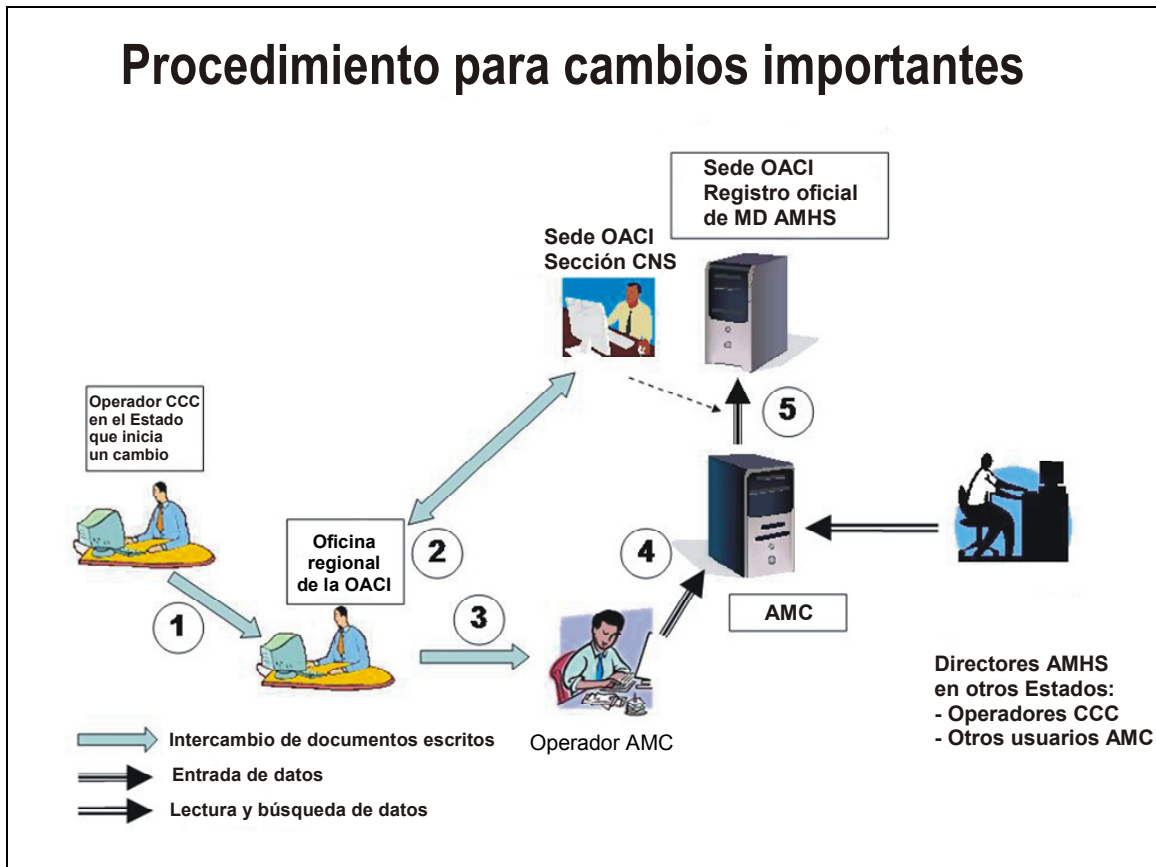 Procedimiento para cambios importantes
Sede OACI
Registro oficial
de MD AMHS
Sede OACI
Sección CNS
5
Operador CCC
en el Estado
que inicia
un cambio
Oficina
regional
de la OACI
2
4
1
3
AMC
Directores AMHS
en otros Estados:
- Operadores CCC
- Otros usuarios AMC
Operador AMC
Intercambio de documentos escritos
Entrada de datos
Lectura y búsqueda de datos